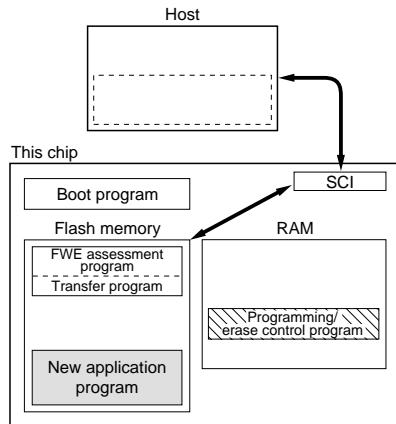 Host
This chip
SCI
Boot program
Flash memory
RAM
FWE assessment
program
Transfer program
Programming/
erase control program
New application
program